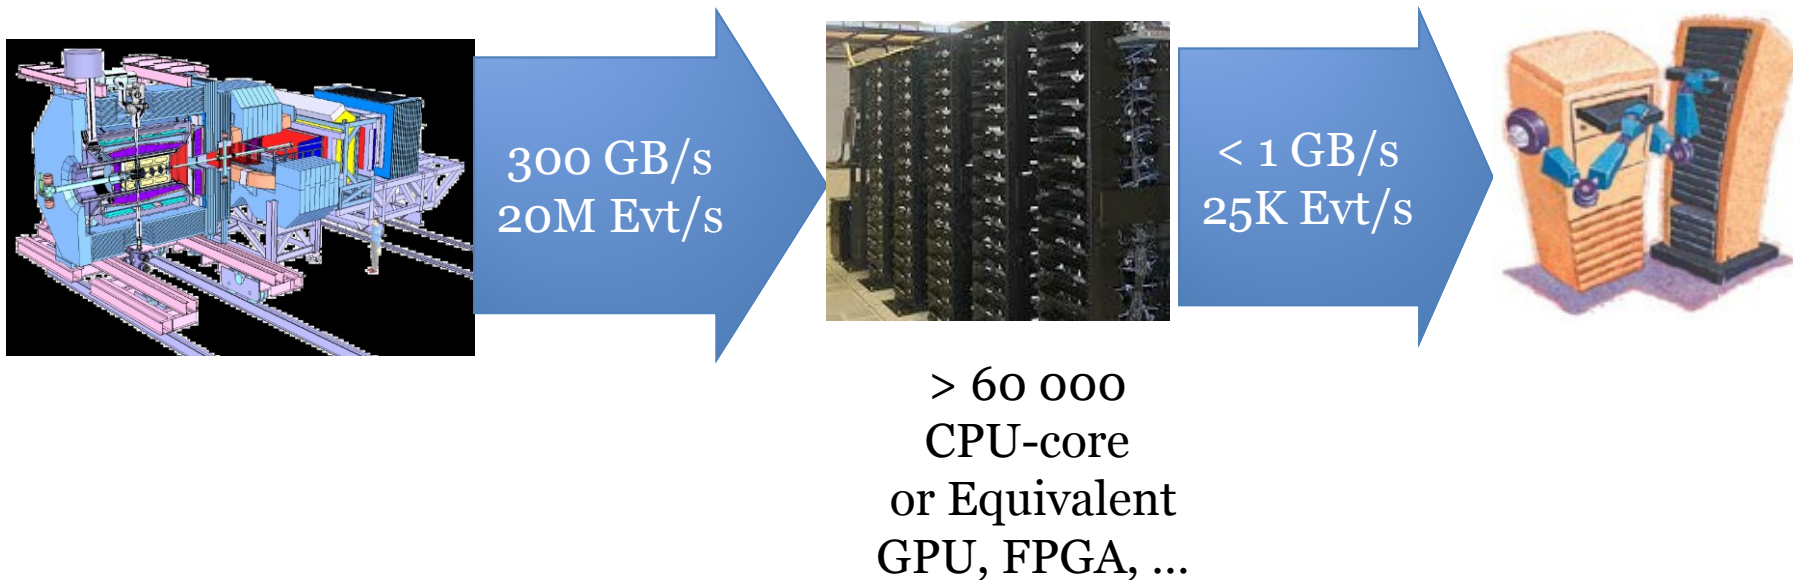 300 GB/s
20M Evt/s
< 1 GB/s
25K Evt/s
> 60 000
CPU-core
or Equivalent
GPU, FPGA, ...